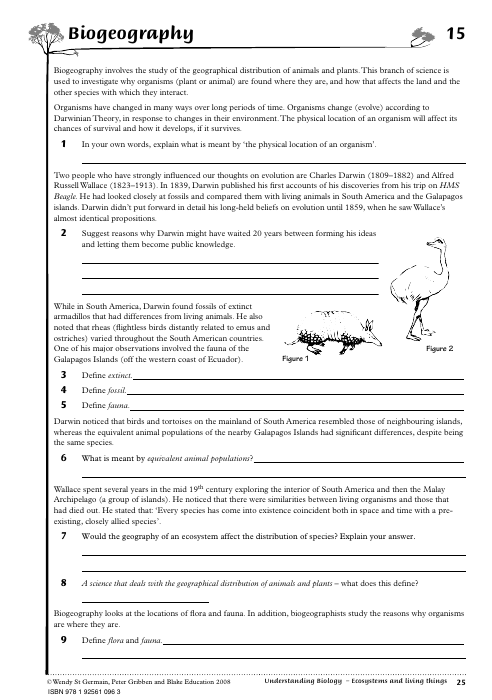 Biogeography
15
Biogeography involves the study of the geographical distribution of animals and plants. This branch of science is
used to investigate why organisms (plant or animal) are found where they are, and how that affects the land and the
other species with which they interact.
Organisms have changed in many ways over long periods of time. Organisms change (evolve) according to
Darwinian Theory, in response to changes in their environment. The physical location of an organism will affect its
chances of survival and how it develops, if it survives.
1 In your own words, explain what is meant by ‘the physical location of an organism’.
Two people who have strongly influenced our thoughts on evolution are Charles Darwin (1809–1882) and Alfred
Russell Wallace (1823–1913). In 1839, Darwin published his first accounts of his discoveries from his trip on HMS
Beagle. He had looked closely at fossils and compared them with living animals in South America and the Galapagos
islands. Darwin didn’t put forward in detail his long-held beliefs on evolution until 1859, when he saw Wallace’s
almost identical propositions.
2 Suggest reasons why Darwin might have waited 20 years between forming his ideas
and letting them become public knowledge.
While in South America, Darwin found fossils of extinct
armadillos that had differences from living animals. He also
noted that rheas (flightless birds distantly related to emus and
ostriches) varied throughout the South American countries.
One of his major observations involved the fauna of the
Galapagos Islands (off the western coast of Ecuador).
Figure 1
Figure 2
3 Define extinct.
4 Define fossil.
5 Define fauna.
Darwin noticed that birds and tortoises on the mainland of South America resembled those of neighbouring islands,
whereas the equivalent animal populations of the nearby Galapagos Islands had significant differences, despite being
the same species.
6 What is meant by equivalent animal populations?
Wallace spent several years in the mid 19th century exploring the interior of South America and then the Malay
Archipelago (a group of islands). He noticed that there were similarities between living organisms and those that
had died out. He stated that: ‘Every species has come into existence coincident both in space and time with a pre-
existing, closely allied species’.
7 Would the geography of an ecosystem affect the distribution of species? Explain your answer.
8 A science that deals with the geographical distribution of animals and plants – what does this define?
Biogeography looks at the locations of flora and fauna. In addition, biogeographists study the reasons why organisms
are where they are.
9 Define flora and fauna.
© Wendy St Germain, Peter Gribben and Blake Education 2008
Understanding Biology – Ecosystems and living things 25
ISBN 978 1 92561 096 3